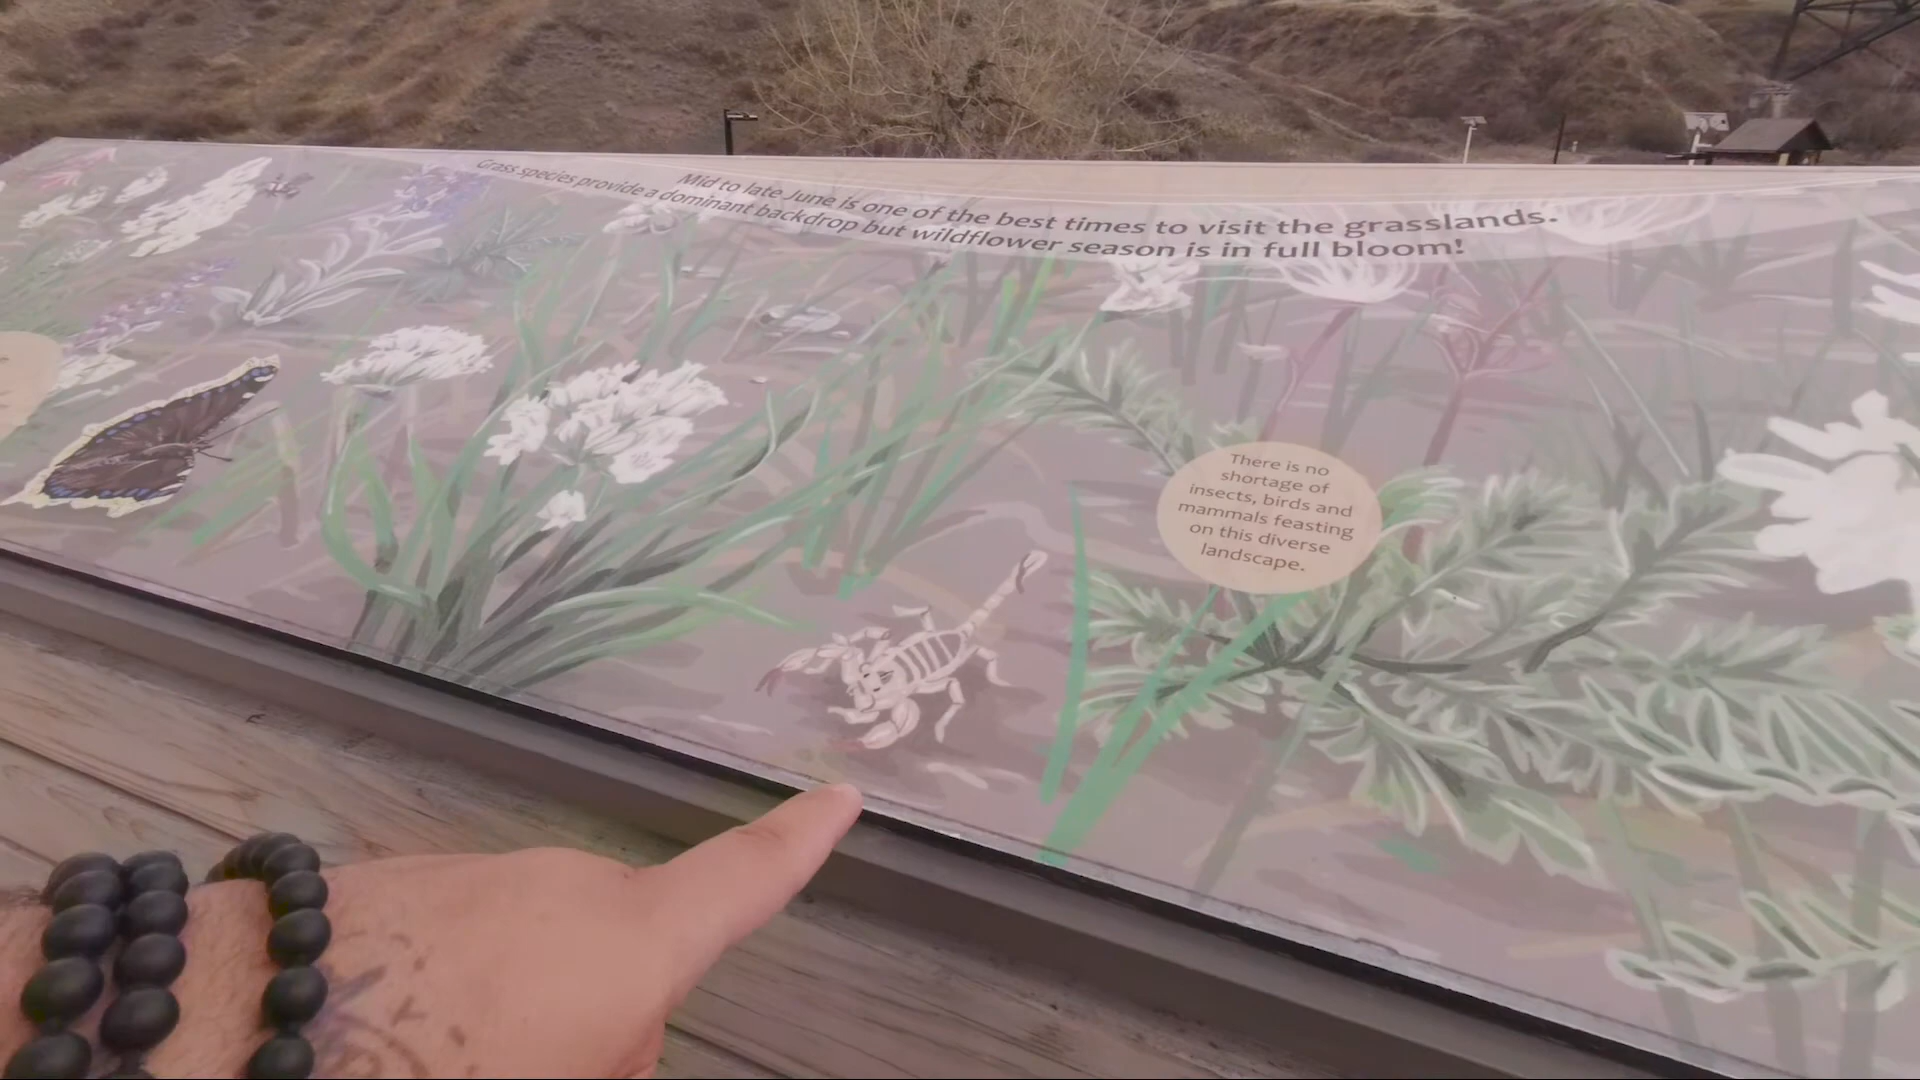 Mid to late June is one of the best times to visit the grasslands.
Grass species provide a dominant backdrop but wildflower season is in full bloom!
There is no
shortage of
insects, birds and
mammals feasting
on this diverse
landscape.